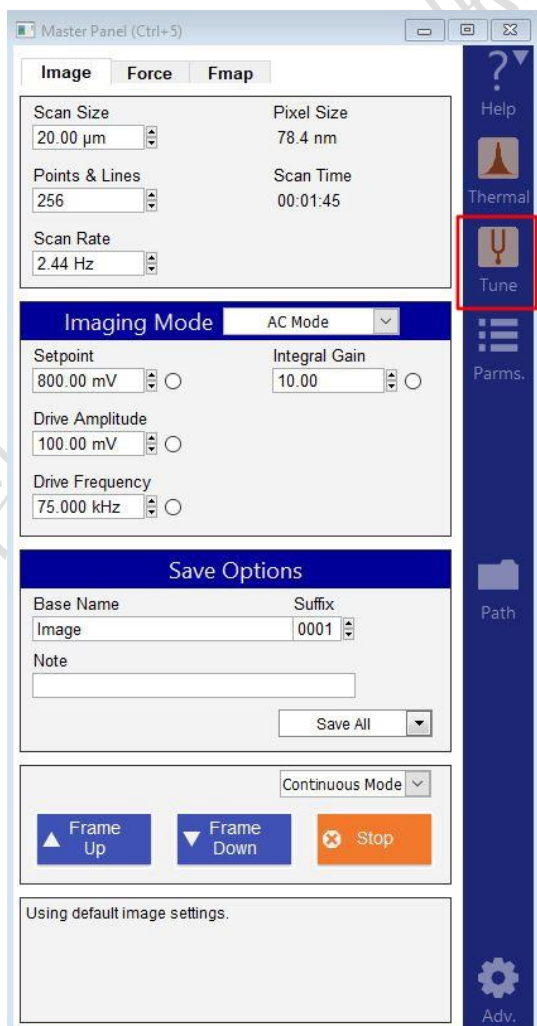 Master Panel (Ctrl+5)
Image Force Fmap
Scan Size Pixel Size
20.00 µm 78.4 nm
Points & Lines Scan Time
256 00:01:45
Scan Rate
2.44 Hz
Imaging Mode AC Mode
Setpoint Integral Gain
800.00 mV 10.00
Drive Amplitude
100.00 mV
Drive Frequency
75.000 kHz
Save Options
Base Name Suffix
Image 0001
Note
Save All
Continuous Mode
Frame Up
Frame Down
Stop
Using default image settings.
?
Help
Thermal
Tune
Parms.
Path
Adv.